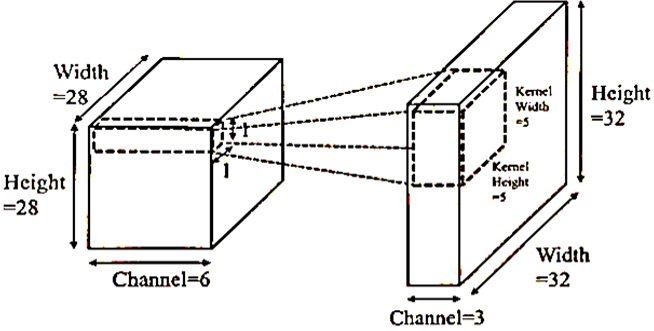 Width
=28
Height
=28
1
1
Channel=6
Kernel
Width
=5
Kernel
Height
=5
Height
=32
Width
=32
Channel=3